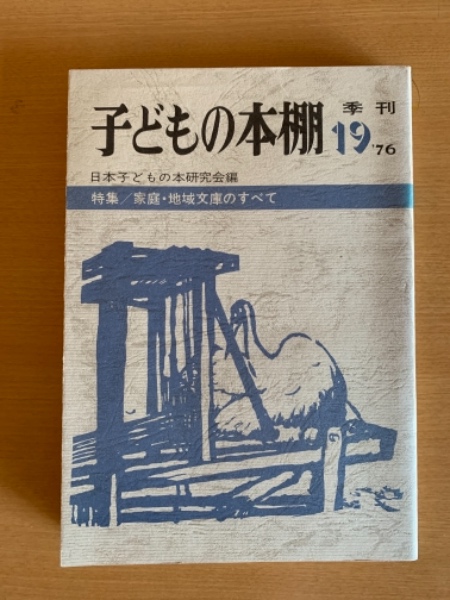 季刊
子どもの本棚 19 '76
日本子どもの本研究会編
特集/家庭・地域文庫のすべて